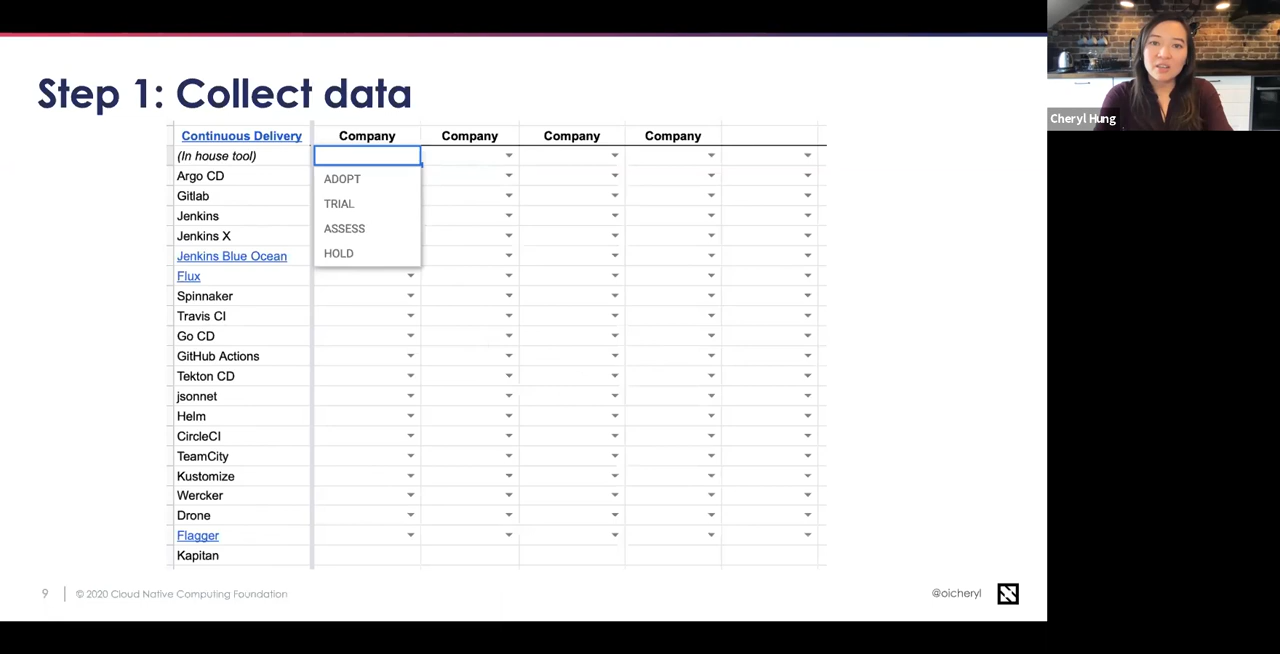 Step 1: Collect data
Continuous Delivery Company Company Company Company
(In house tool)
Argo CD ADOPT
Gitlab TRIAL
Jenkins
Jenkins X ASSESS
Jenkins Blue Ocean HOLD
Flux
Spinnaker
Travis CI
Go CD
GitHub Actions
Tekton CD
jsonnet
Helm
CircleCI
TeamCity
Kustomize
Wercker
Drone
Flagger
Kapitan
9 © 2020 Cloud Native Computing Foundation @oicheryl
Cheryl Hung